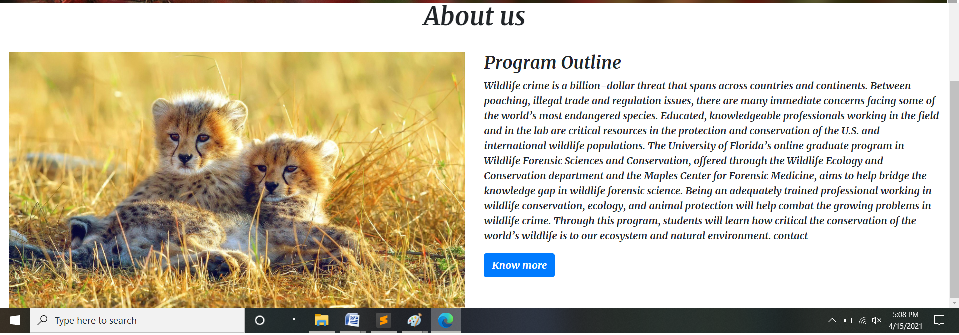 About us
Program Outline
Wildlife crime is a billion-dollar threat that spans across countries and continents. Between
poaching, illegal trade and regulation issues, there are many immediate concerns facing some of
the world's most endangered species. Educated, knowledgeable professionals working in the field
and in the lab are critical resources in the protection and conservation of the U.S. and
international wildlife populations. The University of Florida's online graduate program in
Wildlife Forensic Sciences and Conservation, offered through the Wildlife Ecology and
Conservation department and the Maples Center for Forensic Medicine, aims to help bridge the
knowledge gap in wildlife forensic science. Being an adequately trained professional working in
wildlife conservation, ecology, and animal protection will help combat the growing problems in
wildlife crime. Through this program, students will learn how critical the conservation of the
world's wildlife is to our ecosystem and natural environment. contact
Know more
Type here to search
5:08 PM
4/15/2021